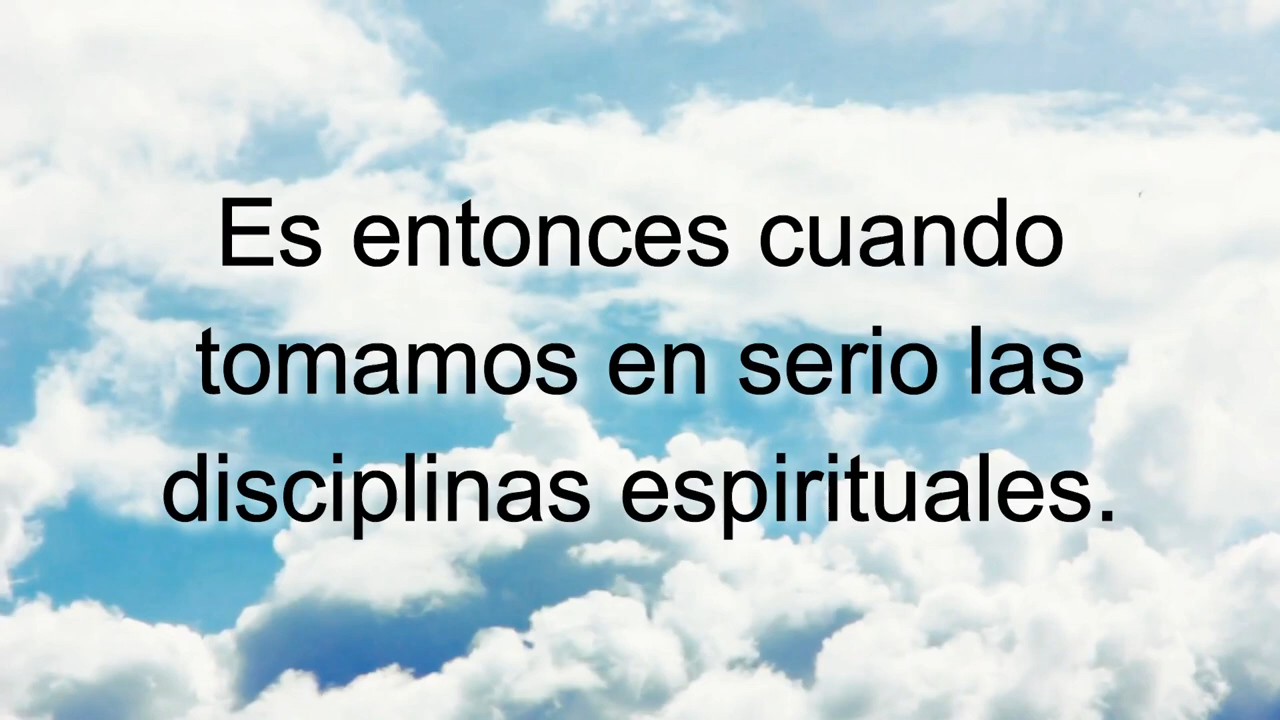 Es entonces cuando
tomamos en serio las
disciplinas espirituales.